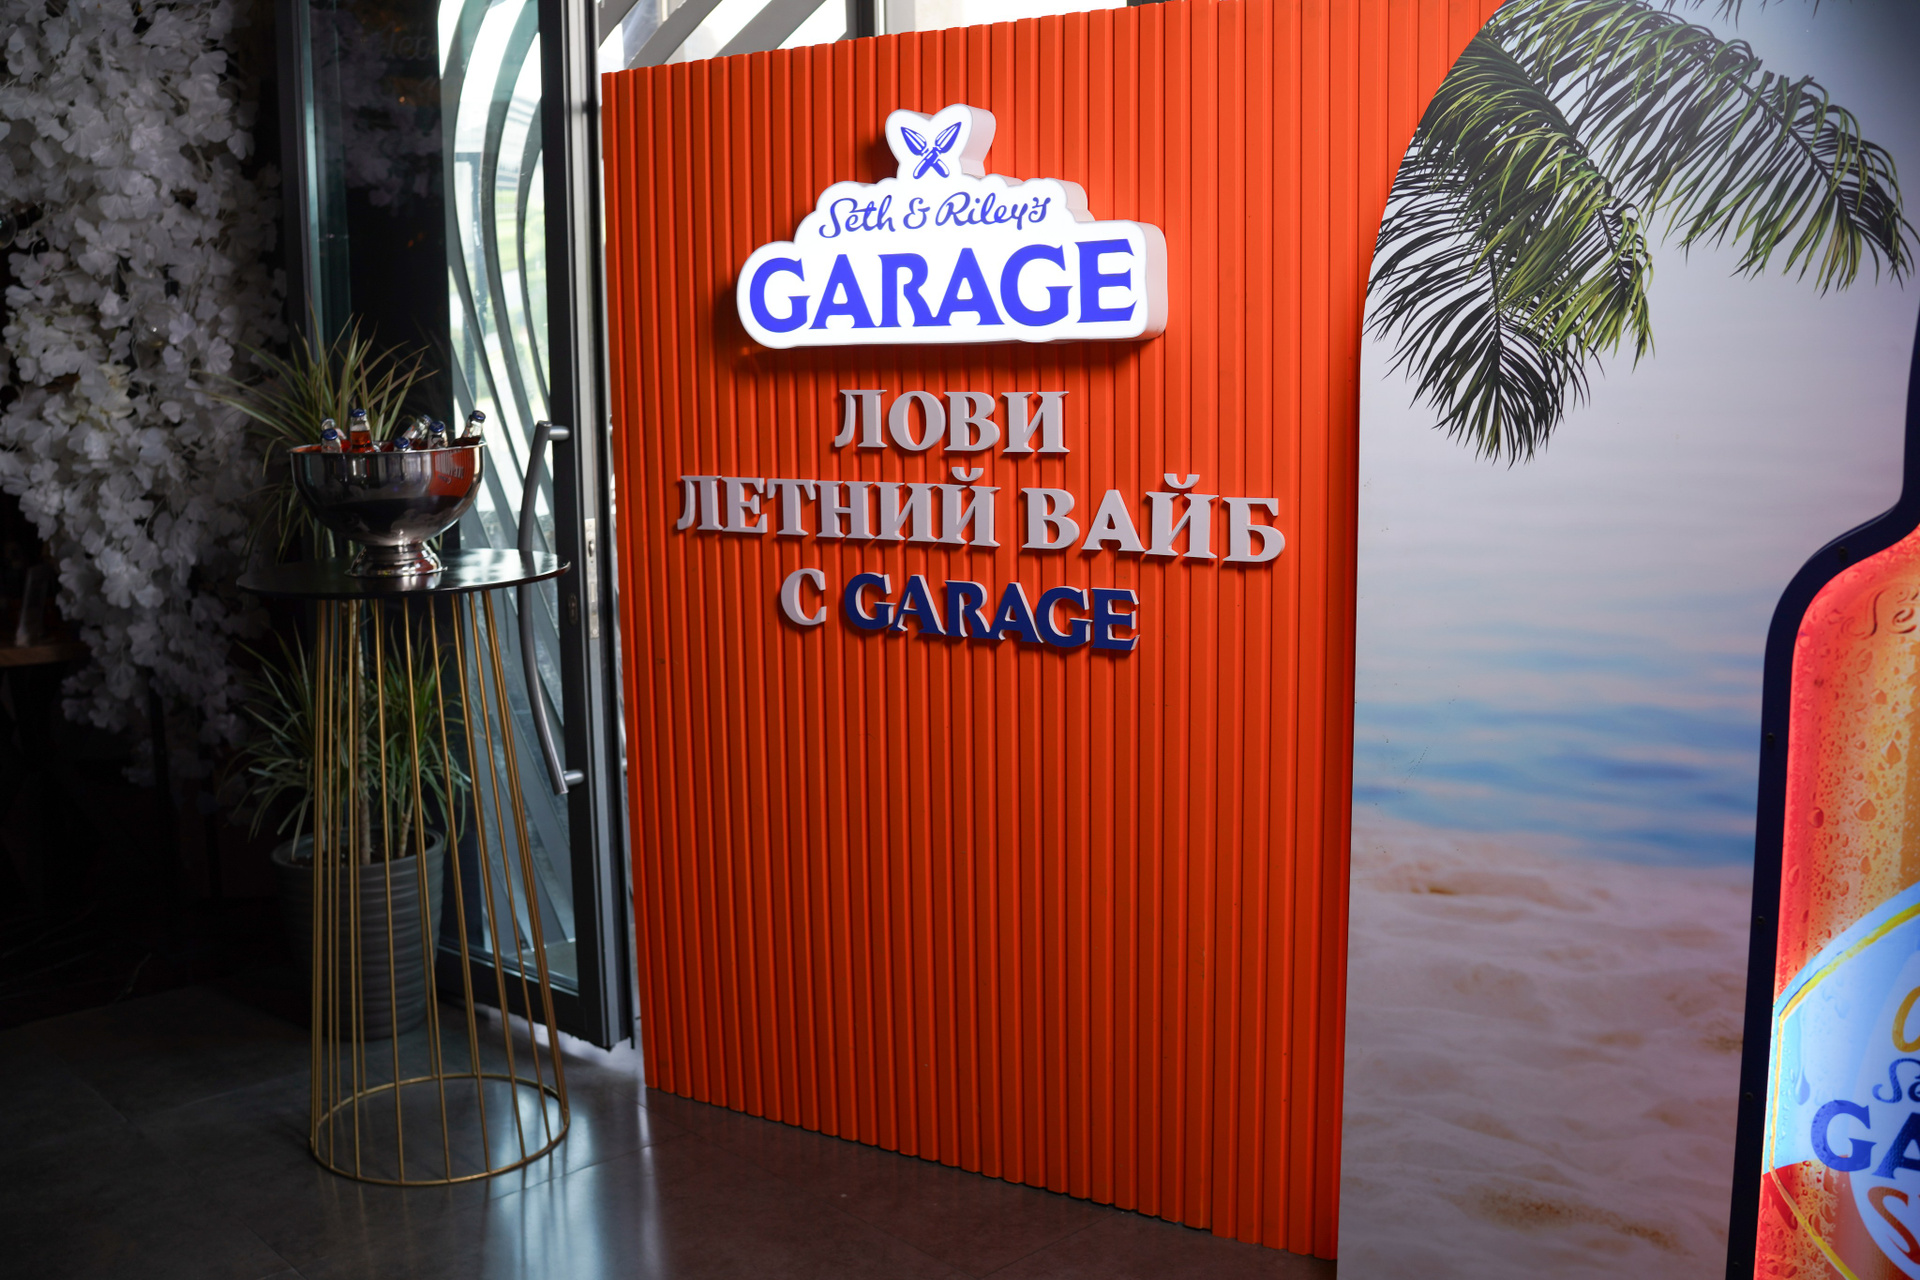 Seth & Riley's
GARAGE
ЛОВИ
ЛЕТНИЙ ВАЙБ
С GARAGE